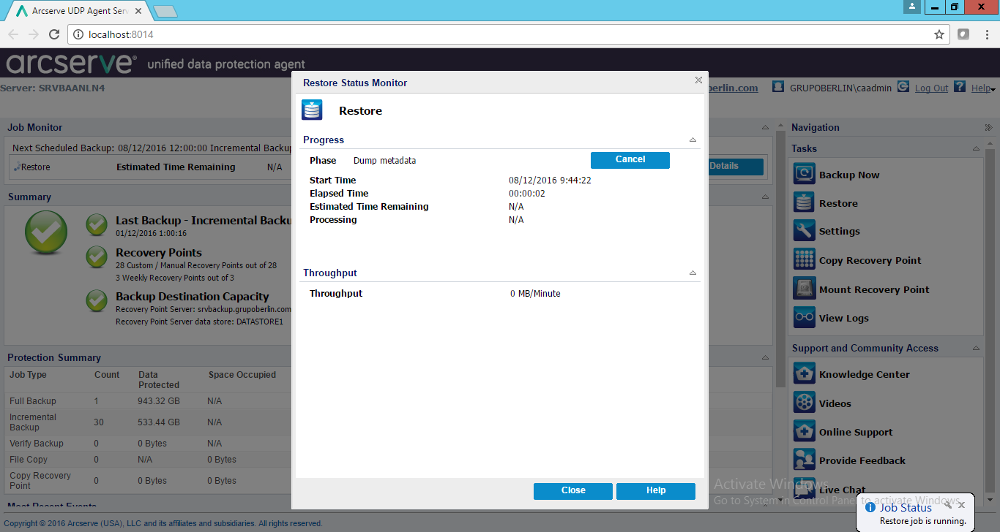 Arcserve UDP Agent Serv
localhost:8014
arcserve® unified data protection agent
Server: SRVBAANLN4
berlin.com
GRUPOBERLIN\caadmin
Log Out
Help
Job Monitor
Next Scheduled Backup: 08/12/2016 12:00:00 Incremental Backup
Restore Estimated Time Remaining N/A
Details
Summary
Last Backup - Incremental Backu
01/12/2016 1:00:16
Recovery Points
28 Custom / Manual Recovery Points out of 28
3 Weekly Recovery Points out of 3
Backup Destination Capacity
Recovery Point Server: srvbackup.grupoberlin.com
Recovery Point Server data store: DATASTORE1
Protection Summary
Job Type Count Data Protected Space Occupied
Full Backup 1 943.32 GB N/A
Incremental Backup 30 533.44 GB N/A
Verify Backup 0 0 Bytes N/A
File Copy 0 N/A 0 Bytes
Copy Recovery Point 0 0 Bytes 0 Bytes
Most Recent Events
Copyright © 2016 Arcserve (USA), LLC and its affiliates and subsidiaries. All rights reserved.
Restore Status Monitor
Restore
Progress
Phase Dump metadata
Cancel
Start Time 08/12/2016 9:44:22
Elapsed Time 00:00:02
Estimated Time Remaining N/A
Processing N/A
Throughput
Throughput 0 MB/Minute
Close
Help
Navigation
Tasks
Backup Now
Restore
Settings
Copy Recovery Point
Mount Recovery Point
View Logs
Support and Community Access
Knowledge Center
Videos
Online Support
Provide Feedback
Live Chat
Activate Windows
Go to System in Control Panel to activate Windows.
Job Status
Restore job is running.